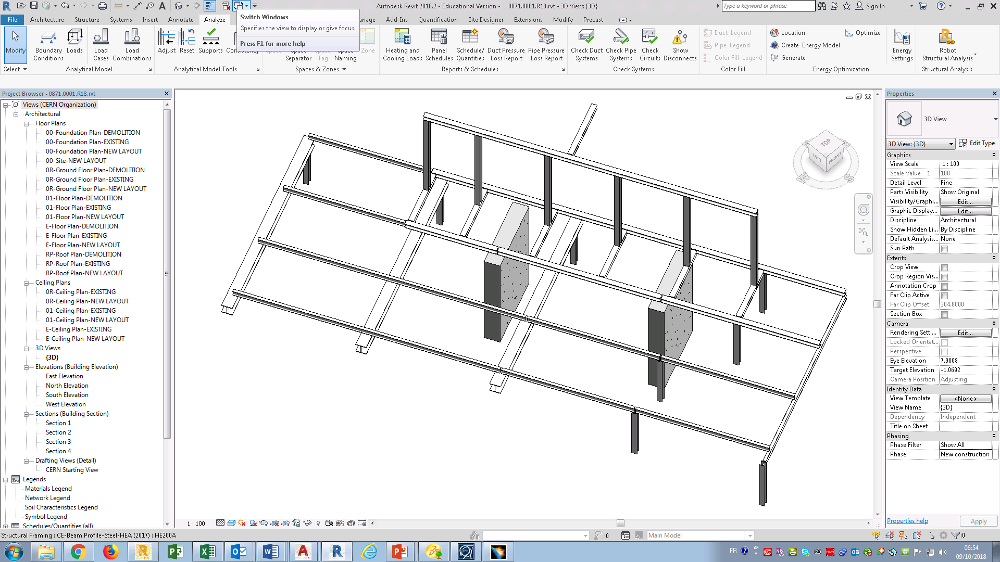 Autodesk Revit 2018.2 - Educational Version - 0871.0001.R18.rvt - 3D View: {3D}
Type a keyword or phrase
Sign In
File Architecture Structure Systems Insert Annotate Analyze anage Add-Ins Quantification Site Designer Extensions Modify Precast
Switch Windows
Specifies the view to display or give focus.
Press F1 for more help
Modify
Boundary Conditions
Loads
Load Cases
Load Combinations
Adjust
Reset
Supports
Consistency
Space Separator
Space Tag
Space Naming
Zone
Heating and Cooling Loads
Panel Schedules
Schedule/ Quantities
Duct Pressure Loss Report
Pipe Pressure Loss Report
Check Duct Systems
Check Pipe Systems
Check Circuits
Show Disconnects
Duct Legend
Pipe Legend
Color Fill Legend
Location
Create Energy Model
Generate
Optimize
Energy Settings
Robot Structural Analysis
Select
Analytical Model
Analytical Model Tools
Spaces & Zones
Reports & Schedules
Check Systems
Color Fill
Energy Optimization
Structural Analysis
Project Browser - 0871.0001.R18.rvt
Views (CERN Organization)
Architectural
Floor Plans
00-Foundation Plan-DEMOLITION
00-Foundation Plan-EXISTING
00-Foundation Plan-NEW LAYOUT
00-Site-NEW LAYOUT
0R-Ground Floor Plan-DEMOLITION
0R-Ground Floor Plan-EXISTING
0R-Ground Floor Plan-NEW LAYOUT
01-Floor Plan-DEMOLITION
01-Floor Plan-EXISTING
01-Floor Plan-NEW LAYOUT
E-Floor Plan-DEMOLITION
E-Floor Plan-EXISTING
E-Floor Plan-NEW LAYOUT
RP-Roof Plan-DEMOLITION
RP-Roof Plan-EXISTING
RP-Roof Plan-NEW LAYOUT
Ceiling Plans
0R-Ceiling Plan-EXISTING
0R-Ceiling Plan-NEW LAYOUT
01-Ceiling Plan-EXISTING
01-Ceiling Plan-NEW LAYOUT
E-Ceiling Plan-EXISTING
E-Ceiling Plan-NEW LAYOUT
3D Views
{3D}
Elevations (Building Elevation)
East Elevation
North Elevation
South Elevation
West Elevation
Sections (Building Section)
Section 1
Section 2
Section 3
Section 4
Drafting Views (Detail)
CERN Starting View
Legends
Materials Legend
Network Legend
Soil Characteristics Legend
Symbol Legend
Schedules/Quantities (all)
TOP
LEFT
FRONT
W
S
1 : 100
Properties
3D View
3D View: {3D}
Edit Type
Graphics
View Scale 1 : 100
Scale Value 1: 100
Detail Level Fine
Parts Visibility Show Original
Visibility/Graphi... Edit...
Graphic Display... Edit...
Discipline Architectural
Show Hidden Li... By Discipline
Default Analysis... None
Sun Path
Extents
Crop View
Crop Region Vis...
Annotation Crop
Far Clip Active
Far Clip Offset 304.8000
Section Box
Camera
Rendering Setti... Edit...
Locked Orientat...
Perspective
Eye Elevation 7.9008
Target Elevation -1.0692
Camera Position Adjusting
Identity Data
View Template <None>
View Name {3D}
Dependency Independent
Title on Sheet
Phasing
Phase Filter Show All
Phase New construction
Properties help
Apply
Structural Framing : CE-Beam Profile-Steel-HEA (2017) : HE200A
:0
Main Model
:0
FR
06:54
09/10/2018